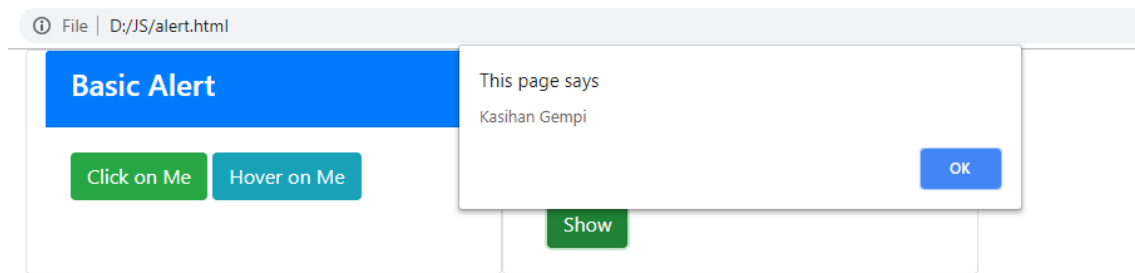 File | D:/JS/alert.html
Basic Alert
This page says
Kasihan Gempi
OK
Click on Me
Hover on Me
Show